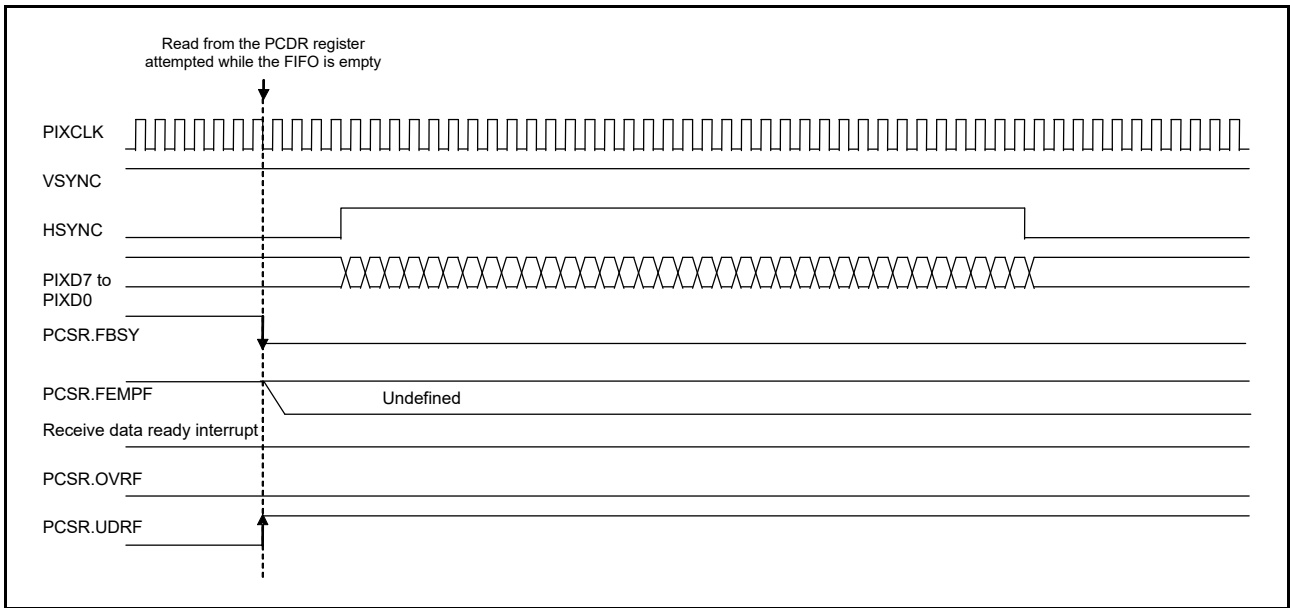 Read from the PCDR register
attempted while the FIFO is empty
PIXCLK
VSYNC
HSYNC
PIXD7 to
PIXD0
PCSR.FBSY
PCSR.FEMPF
Undefined
Receive data ready interrupt
PCSR.OVRF
PCSR.UDRF